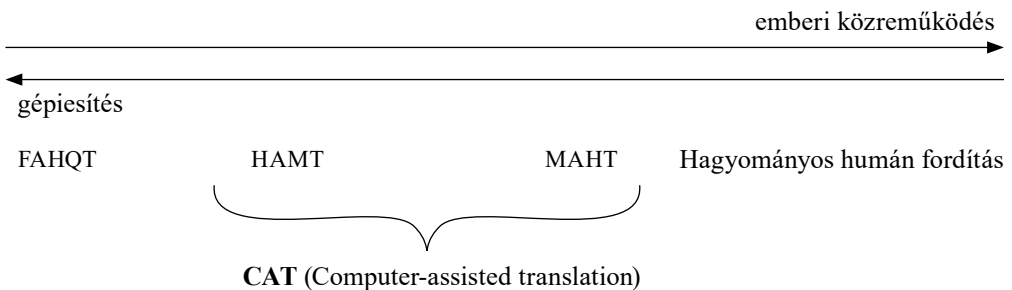 emberi közreműködés
gépiesítés
FAHQT HAMT MAHT Hagyományos humán fordítás
CAT (Computer-assisted translation)